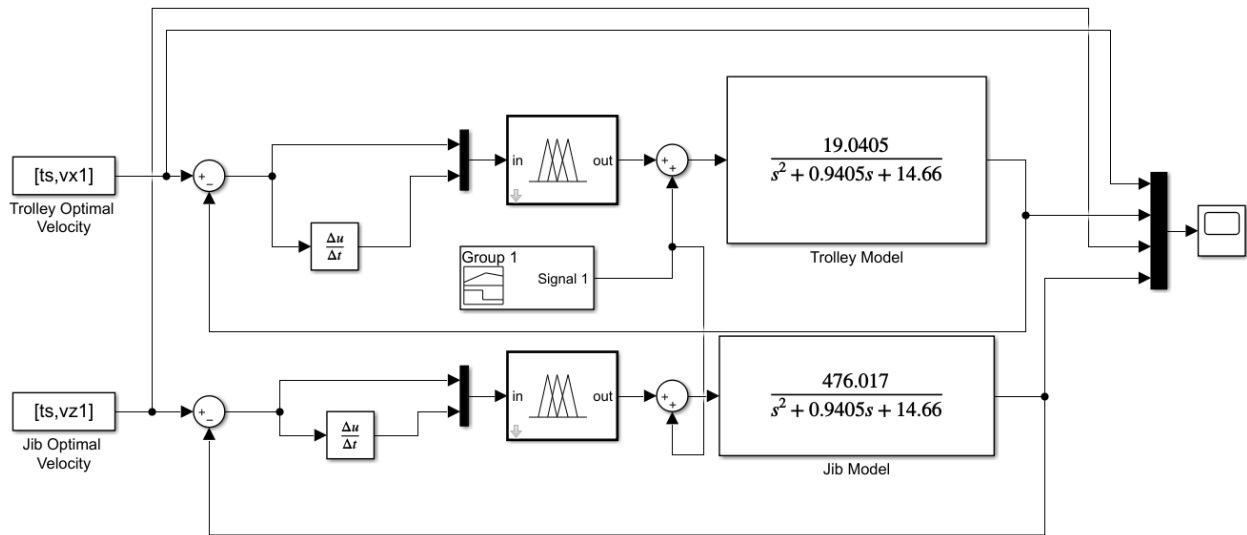 [ts,vx1]
Trolley Optimal
Velocity
+
−
Δu
Δt
in
out
+
+
19.0405
s² + 0.9405s + 14.66
Trolley Model
Group 1
Signal 1
[ts,vz1]
Jib Optimal
Velocity
+
−
Δu
Δt
in
out
+
+
476.017
s² + 0.9405s + 14.66
Jib Model